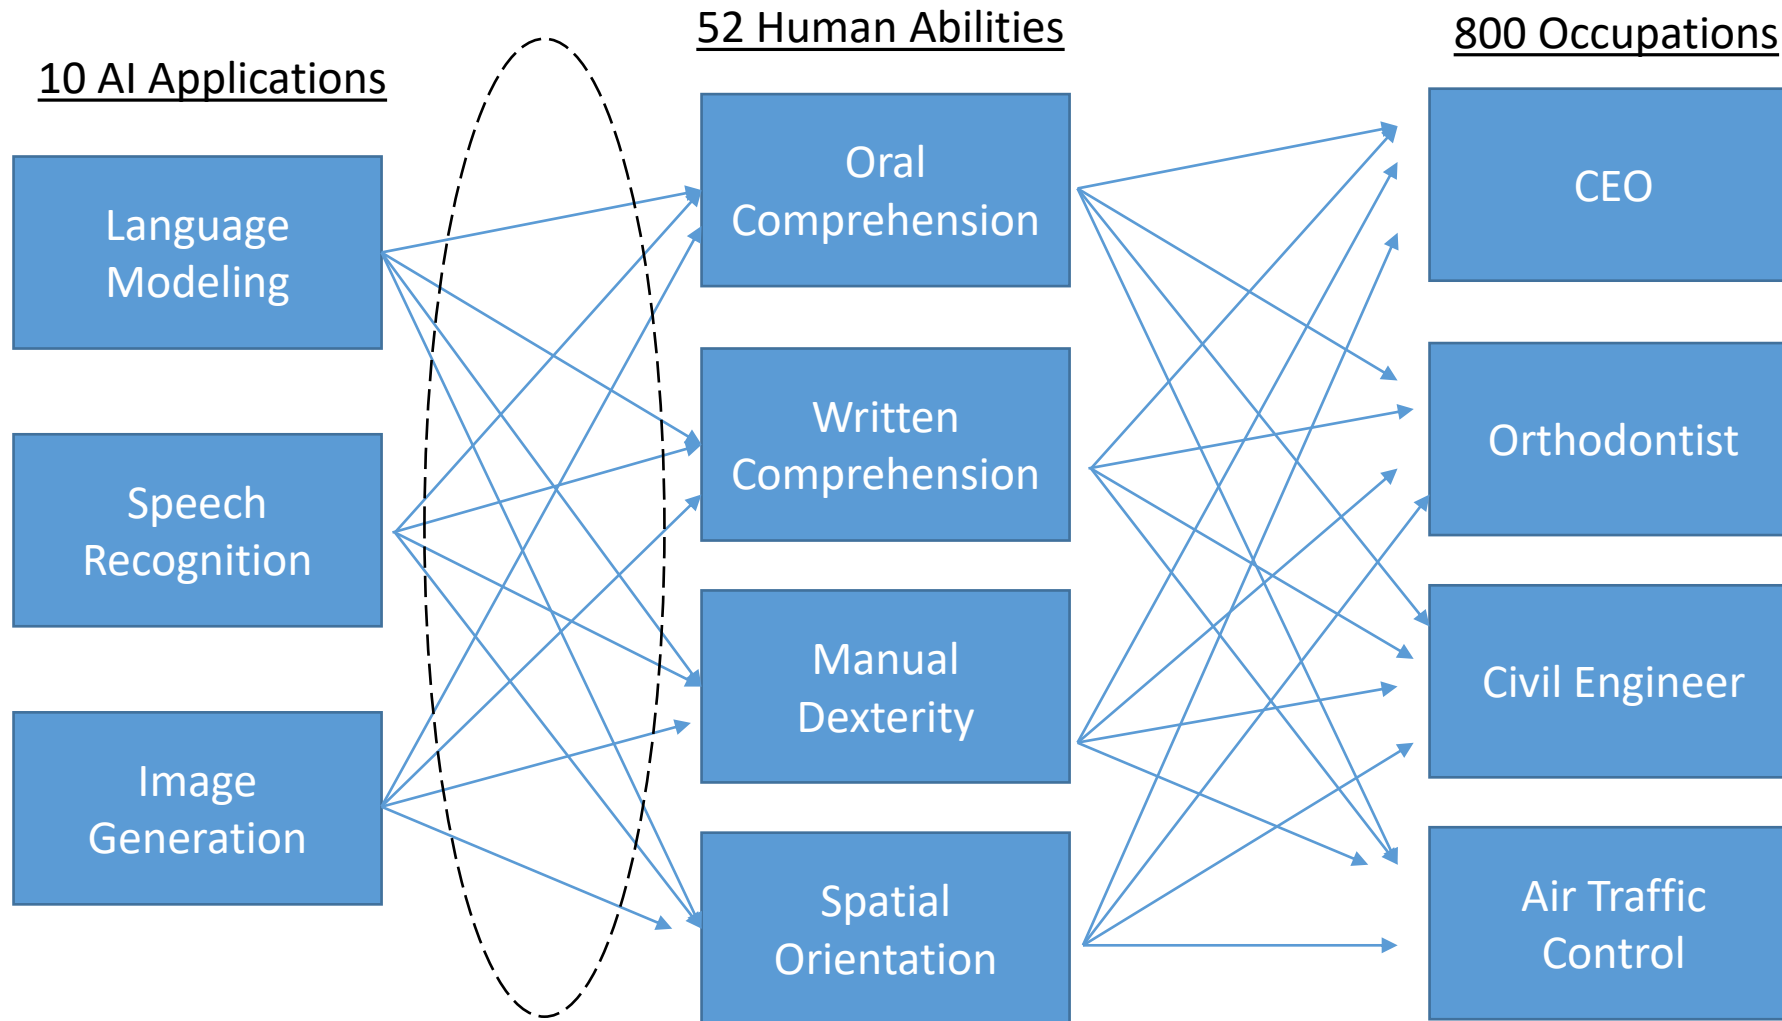 10 AI Applications
Language
Modeling
Speech
Recognition
Image
Generation
52 Human Abilities
Oral
Comprehension
Written
Comprehension
Manual
Dexterity
Spatial
Orientation
800 Occupations
CEO
Orthodontist
Civil Engineer
Air Traffic
Control